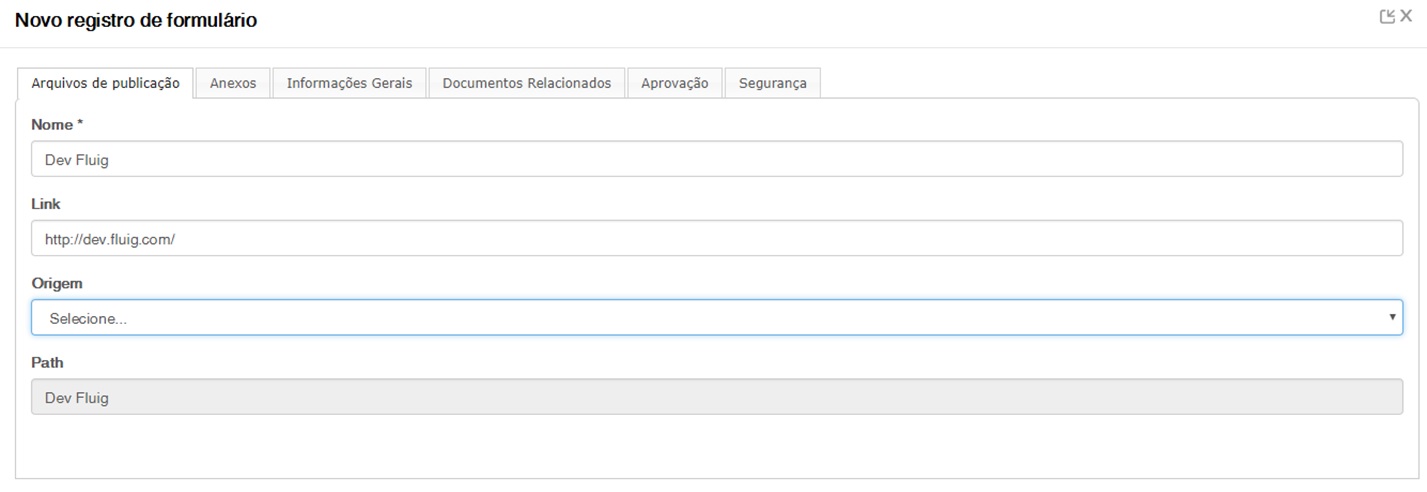 Novo registro de formulário
Arquivos de publicação Anexos Informações Gerais Documentos Relacionados Aprovação Segurança
Nome *
Dev Fluig
Link
http://dev.fluig.com/
Origem
Selecione...
Path
Dev Fluig